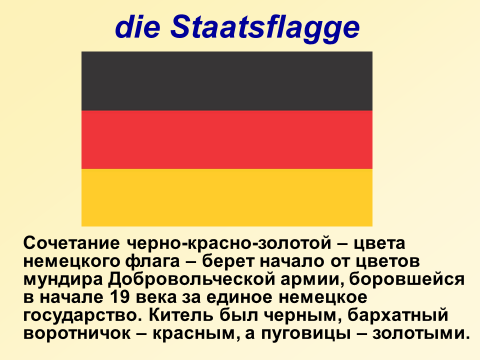 die Staatsflagge
Сочетание черно-красно-золотой – цвета
немецкого флага – берет начало от цветов
мундира Добровольческой армии, боровшейся
в начале 19 века за единое немецкое
государство. Китель был черным, бархатный
воротничок – красным, а пуговицы – золотыми.